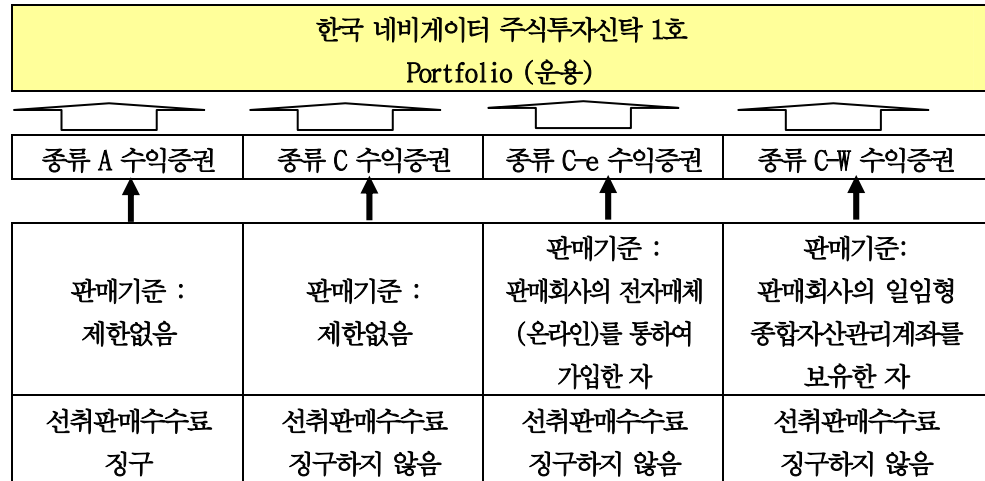 한국 네비게이터 주식투자신탁 1호
Portfolio (운용)
종류 A 수익증권
종류 C 수익증권
종류 C-e 수익증권
종류 C-W 수익증권
판매기준 :
제한없음
판매기준 :
제한없음
판매기준 :
판매회사의 전자매체
(온라인)를 통하여
가입한 자
판매기준:
판매회사의 일임형
종합자산관리계좌를
보유한 자
선취판매수수료
징구
선취판매수수료
징구하지 않음
선취판매수수료
징구하지 않음
선취판매수수료
징구하지 않음